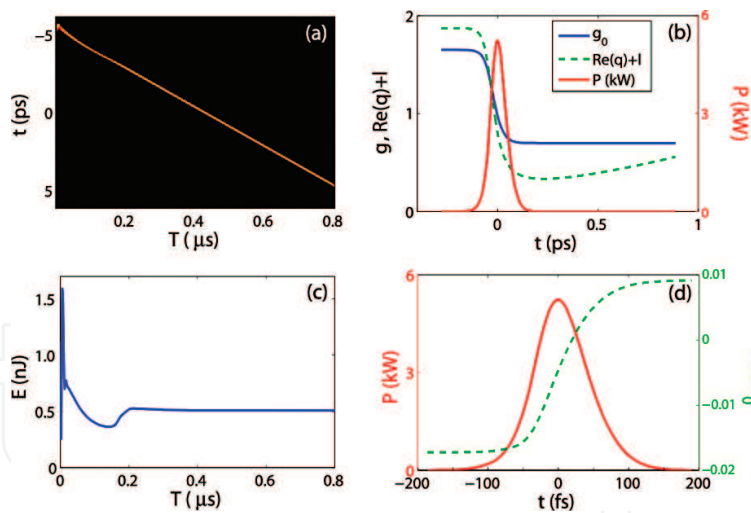 (a)
−5
0
5
t (ps)
0.2
0.4
0.6
0.8
T ( μs)
(b)
2
1
0
g, Re(q)+l
g₀
Re(q)+l
P (kW)
6
3
0
P (kW)
0
0.5
1
t (ps)
(c)
1.5
1.0
0.5
0
E (nJ)
0
0.2
0.4
0.6
0.8
T ( μs)
(d)
6
3
0
P (kW)
0.01
0
−0.01
−0.02
−200
−100
0
100
200
t (fs)